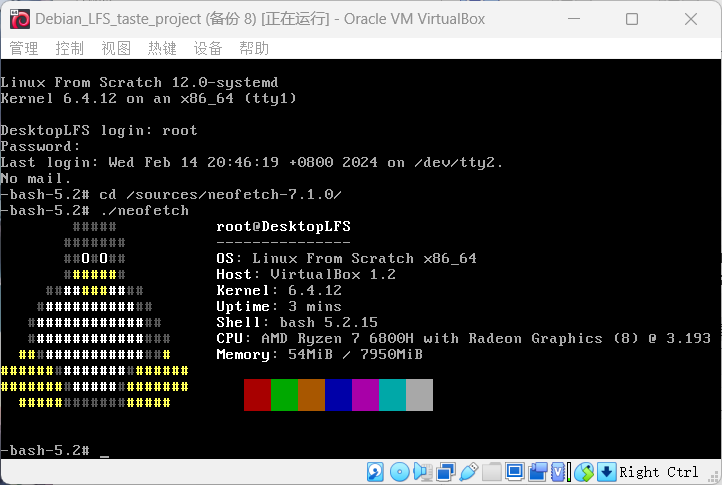 Debian_LFS_taste_project (备份 8) [正在运行] - Oracle VM VirtualBox
管理 控制 视图 热键 设备 帮助
Linux From Scratch 12.0-systemd
Kernel 6.4.12 on an x86_64 (tty1)
DesktopLFS login: root
Password:
Last login: Wed Feb 14 20:46:19 +0800 2024 on /dev/tty2.
No mail.
-bash-5.2# cd /sources/neofetch-7.1.0/
-bash-5.2# ./neofetch
##### root@DesktopLFS
####### ---------------
##O#O## OS: Linux From Scratch x86_64
####### Host: VirtualBox 1.2
########### Kernel: 6.4.12
############# Uptime: 3 mins
############### Shell: bash 5.2.15
################ CPU: AMD Ryzen 7 6800H with Radeon Graphics (8) @ 3.193
################# Memory: 54MiB / 7950MiB
#####################
#####################
#################
-bash-5.2# _
Right Ctrl